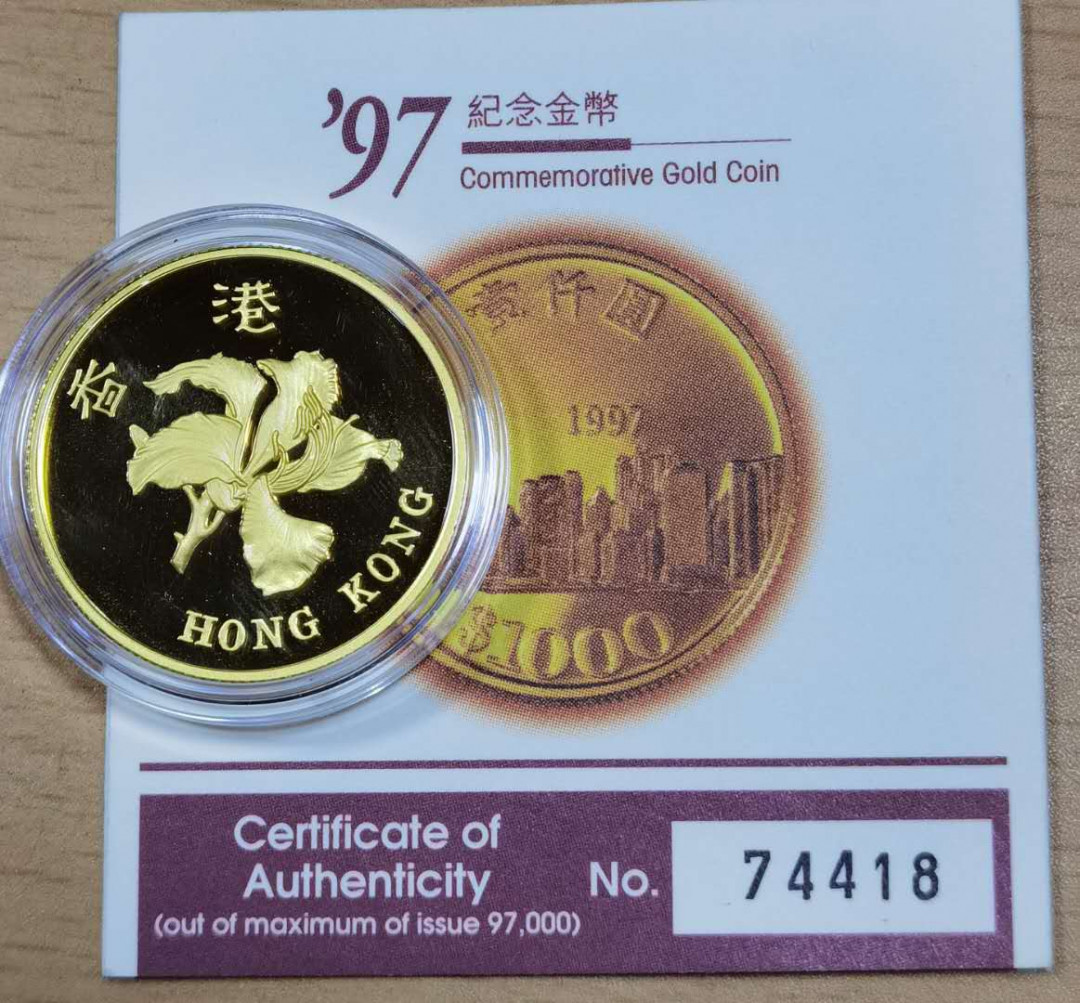 '97 紀念金幣
Commemorative Gold Coin
香港
HONG KONG
壹仟圓
1997
$1000
Certificate of
Authenticity
(out of maximum of issue 97,000)
No. 74418